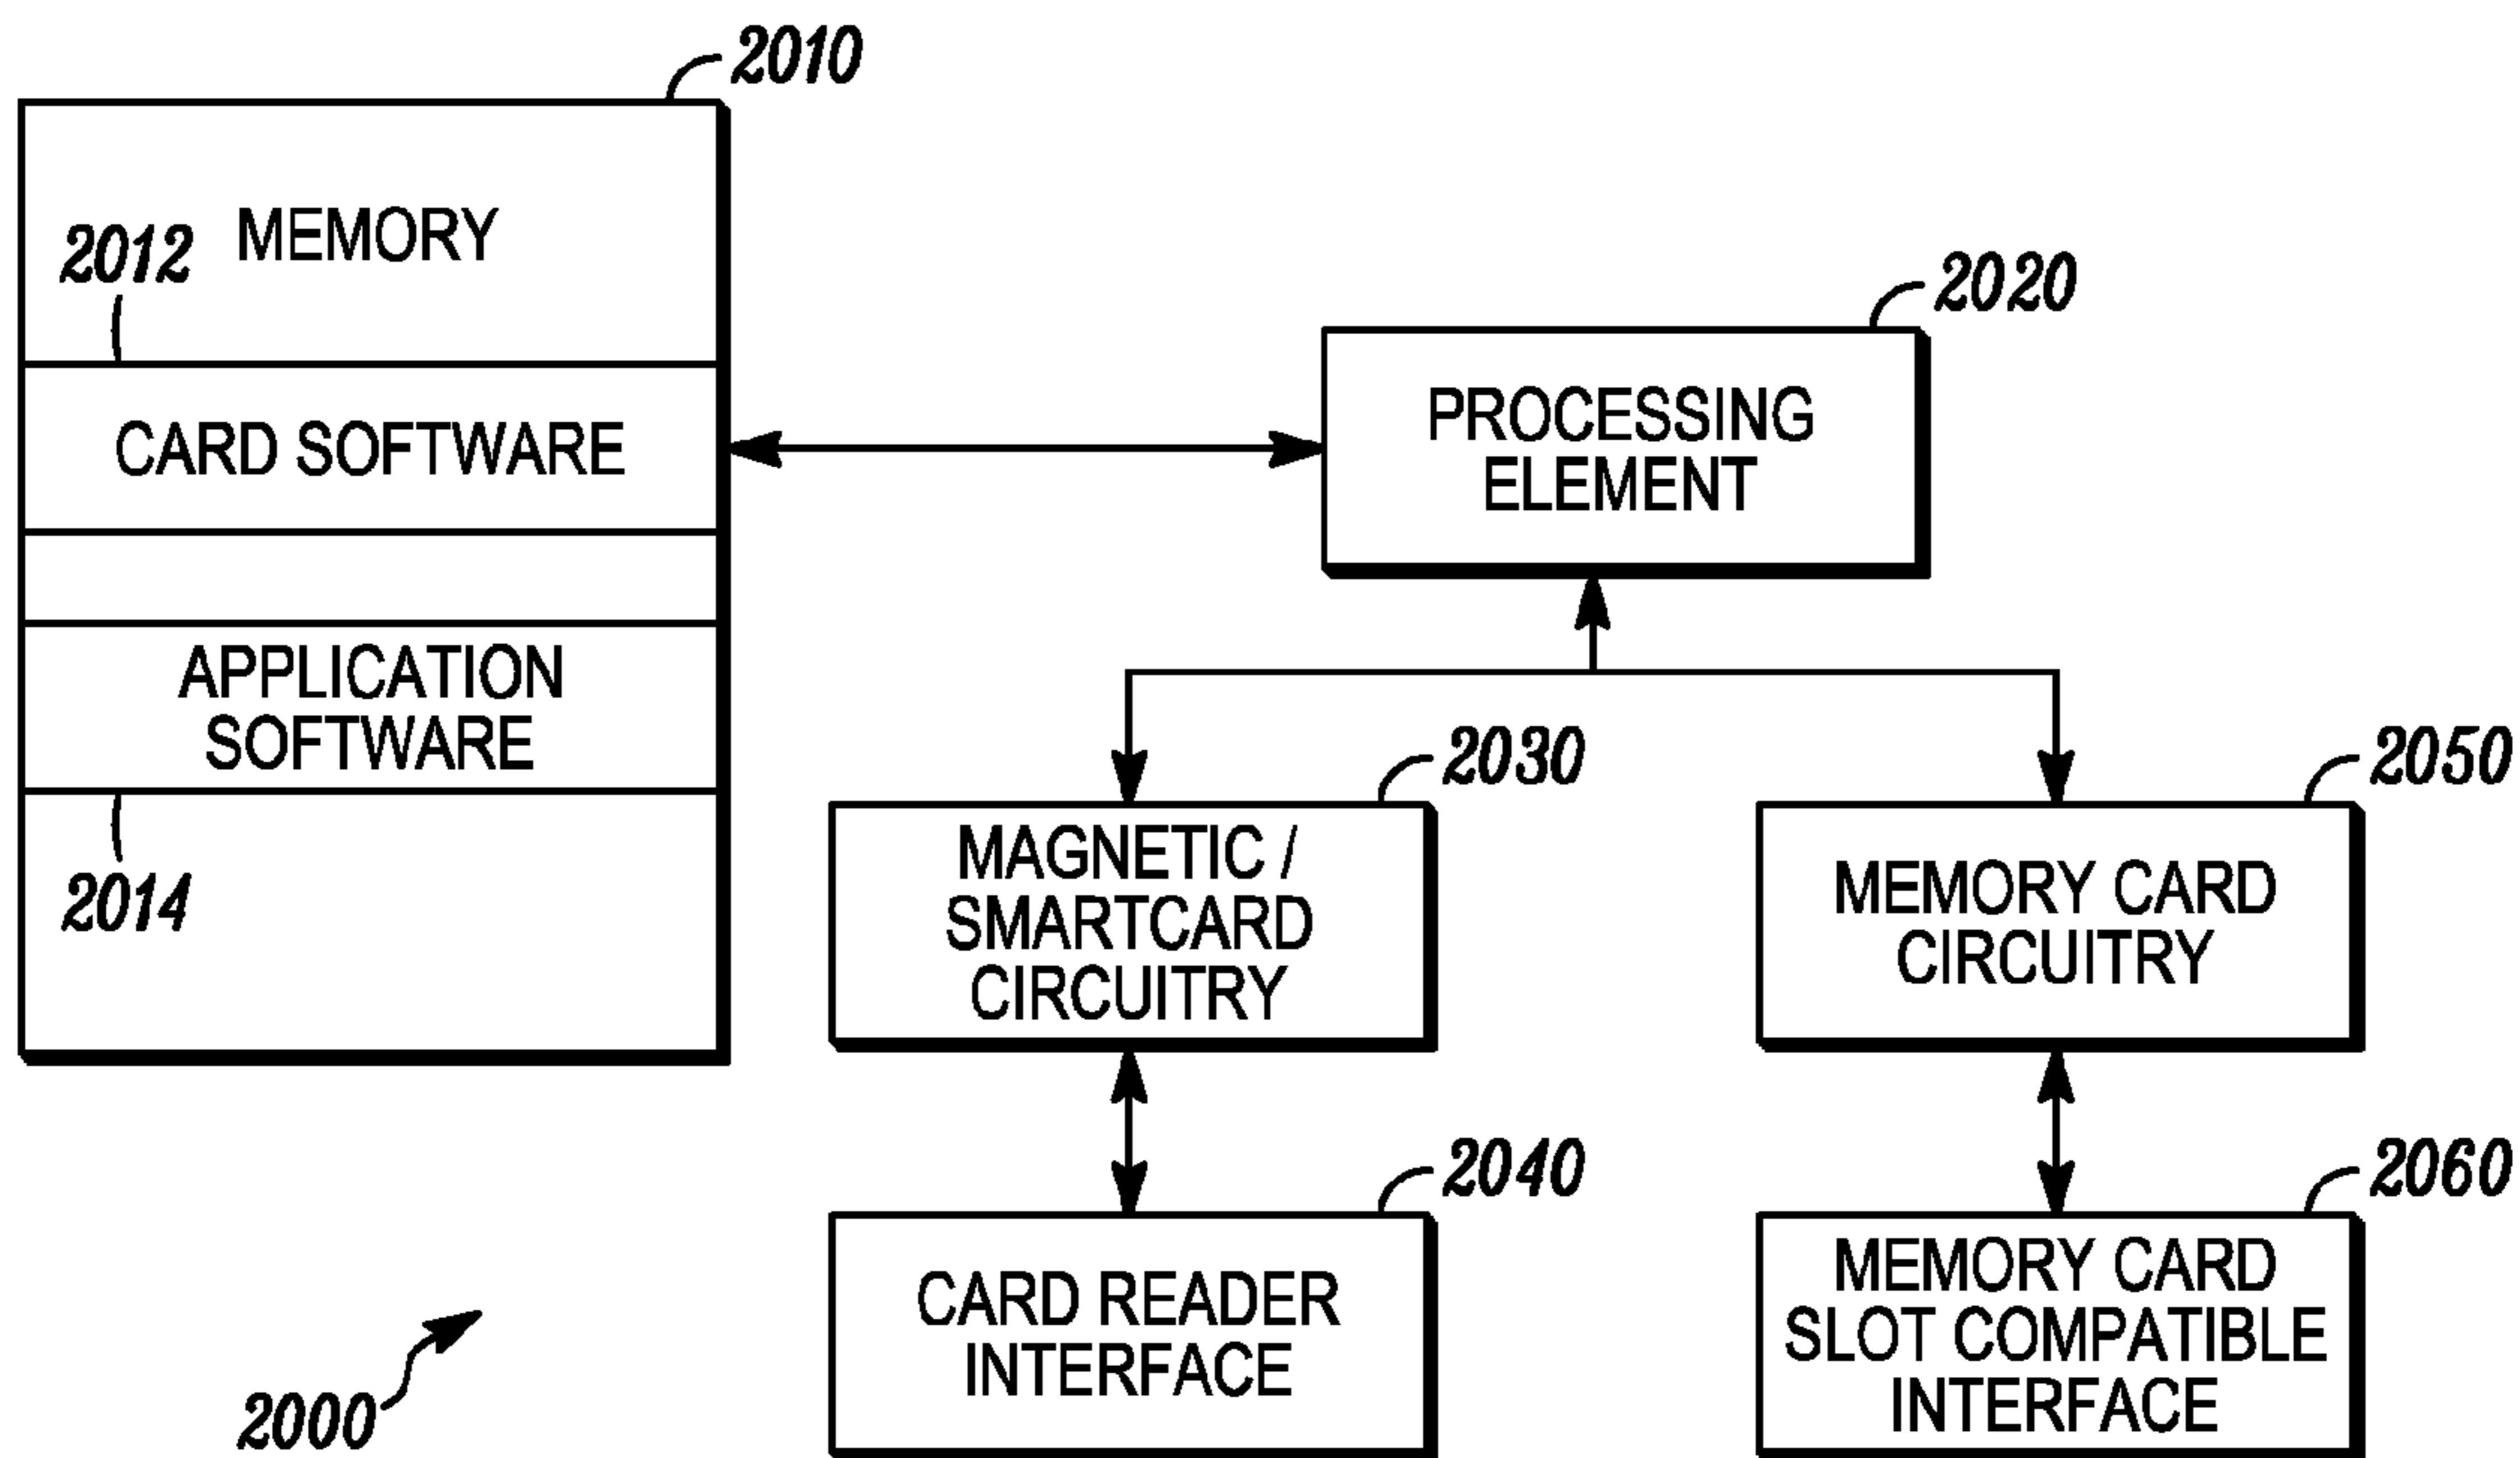 2010
MEMORY
2012
CARD SOFTWARE
APPLICATION
SOFTWARE
2014
2020
PROCESSING
ELEMENT
2030
MAGNETIC /
SMARTCARD
CIRCUITRY
2050
MEMORY CARD
CIRCUITRY
2040
CARD READER
INTERFACE
2060
MEMORY CARD
SLOT COMPATIBLE
INTERFACE
2000